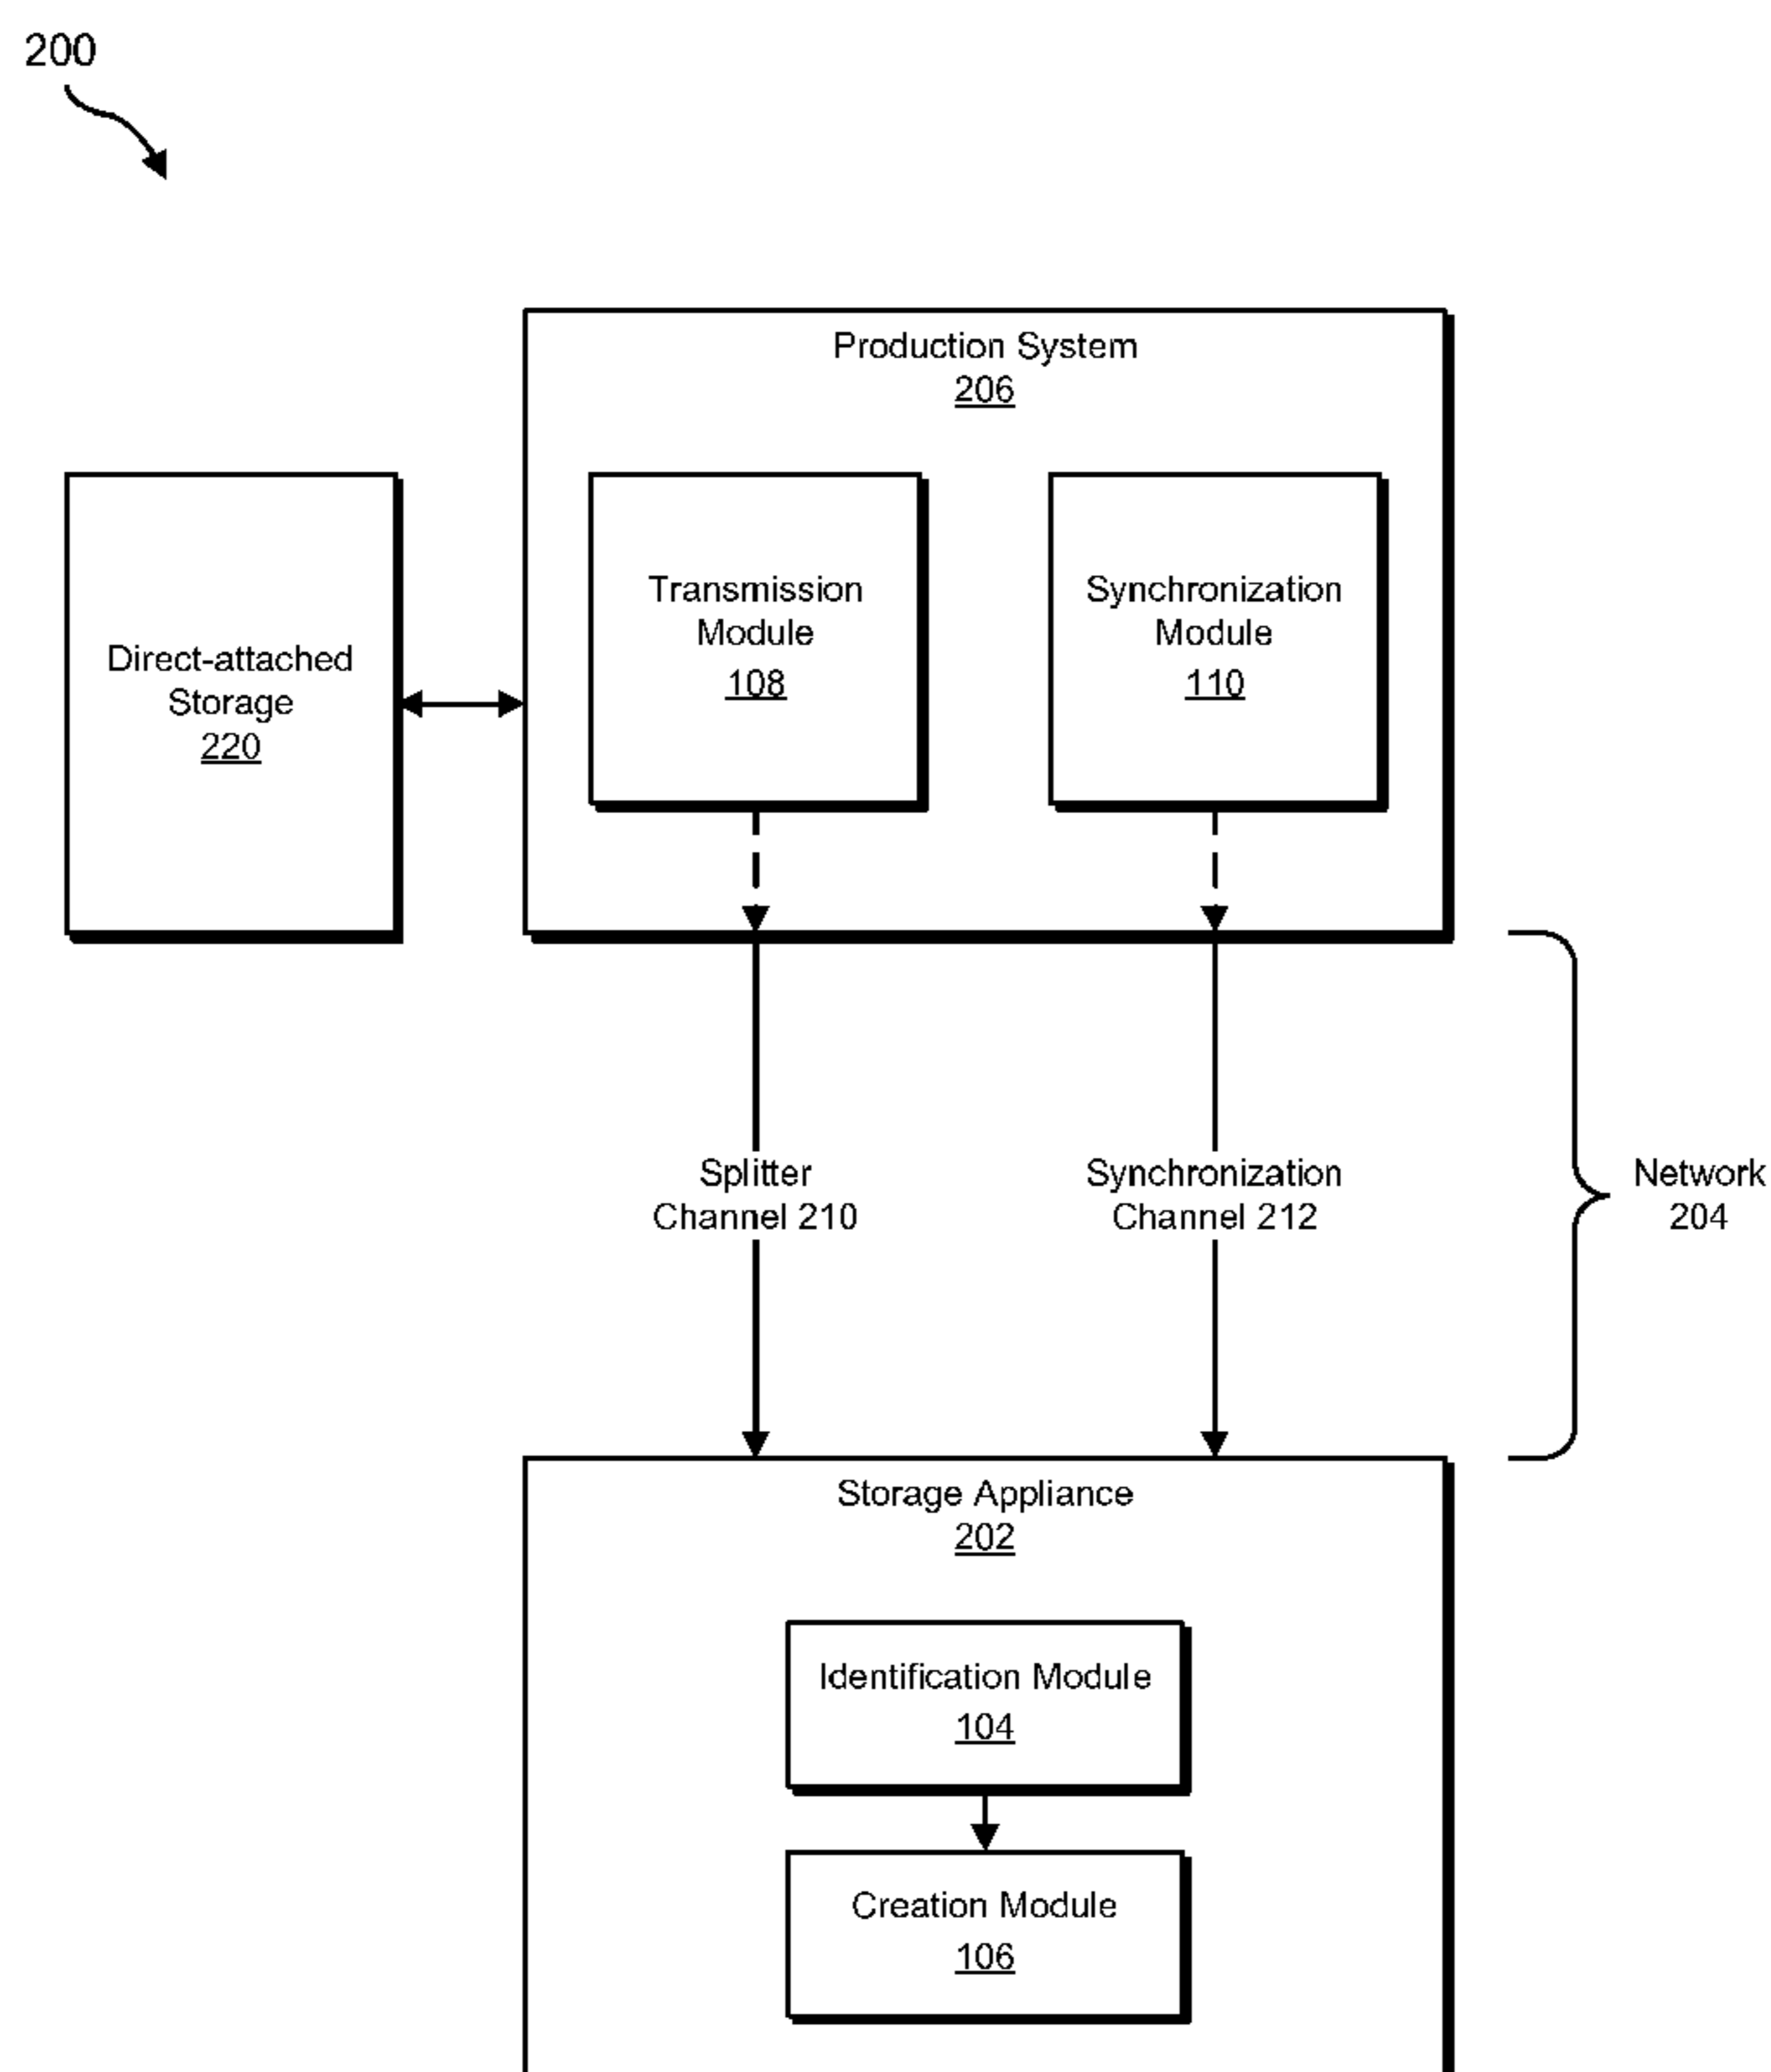 200
Production System
206
Transmission
Module
108
Synchronization
Module
110
Direct-attached
Storage
220
Splitter
Channel 210
Synchronization
Channel 212
Network
204
Storage Appliance
202
Identification Module
104
Creation Module
106